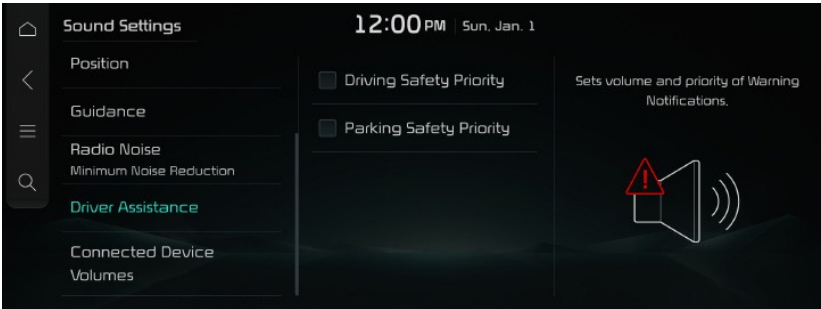 Sound Settings
12:00 PM Sun, Jan. 1
Position
Guidance
Radio Noise
Minimum Noise Reduction
Driver Assistance
Connected Device
Volumes
Driving Safety Priority
Parking Safety Priority
Sets volume and priority of Warning
Notifications.